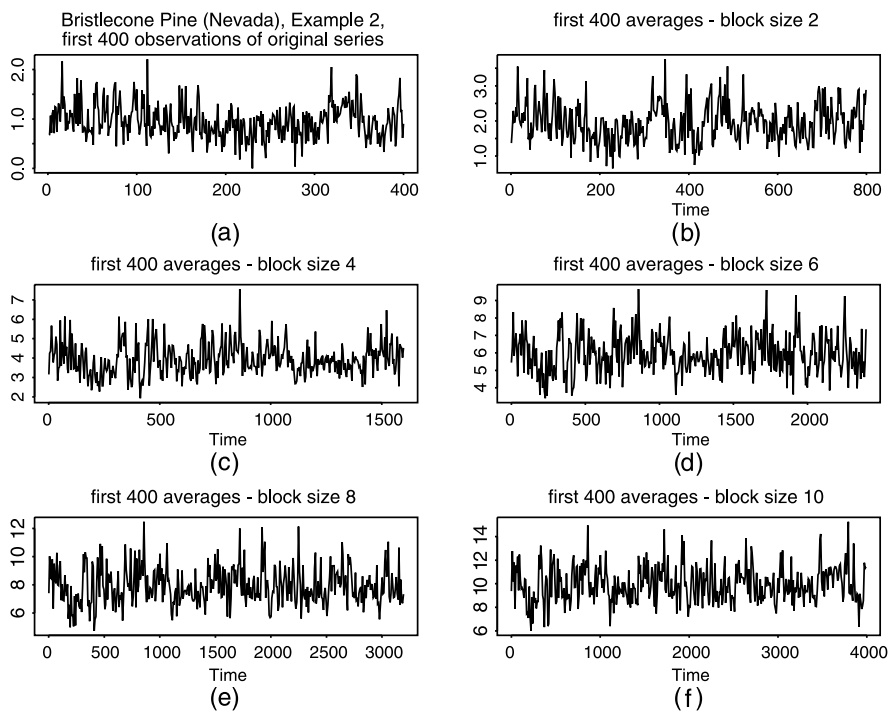 Bristlecone Pine (Nevada), Example 2,
first 400 observations of original series
2.0
1.0
0.0
0 100 200 300 400
(a)
first 400 averages - block size 2
3.0
2.0
1.0
0 200 400 600 800
Time
(b)
first 400 averages - block size 4
7
6
5
4
3
2
0 500 1000 1500
Time
(c)
first 400 averages - block size 6
9
8
7
6
5
4
0 500 1000 1500 2000
Time
(d)
first 400 averages - block size 8
12
10
8
6
0 500 1000 1500 2000 2500 3000
Time
(e)
first 400 averages - block size 10
14
12
10
8
6
0 1000 2000 3000 4000
Time
(f)